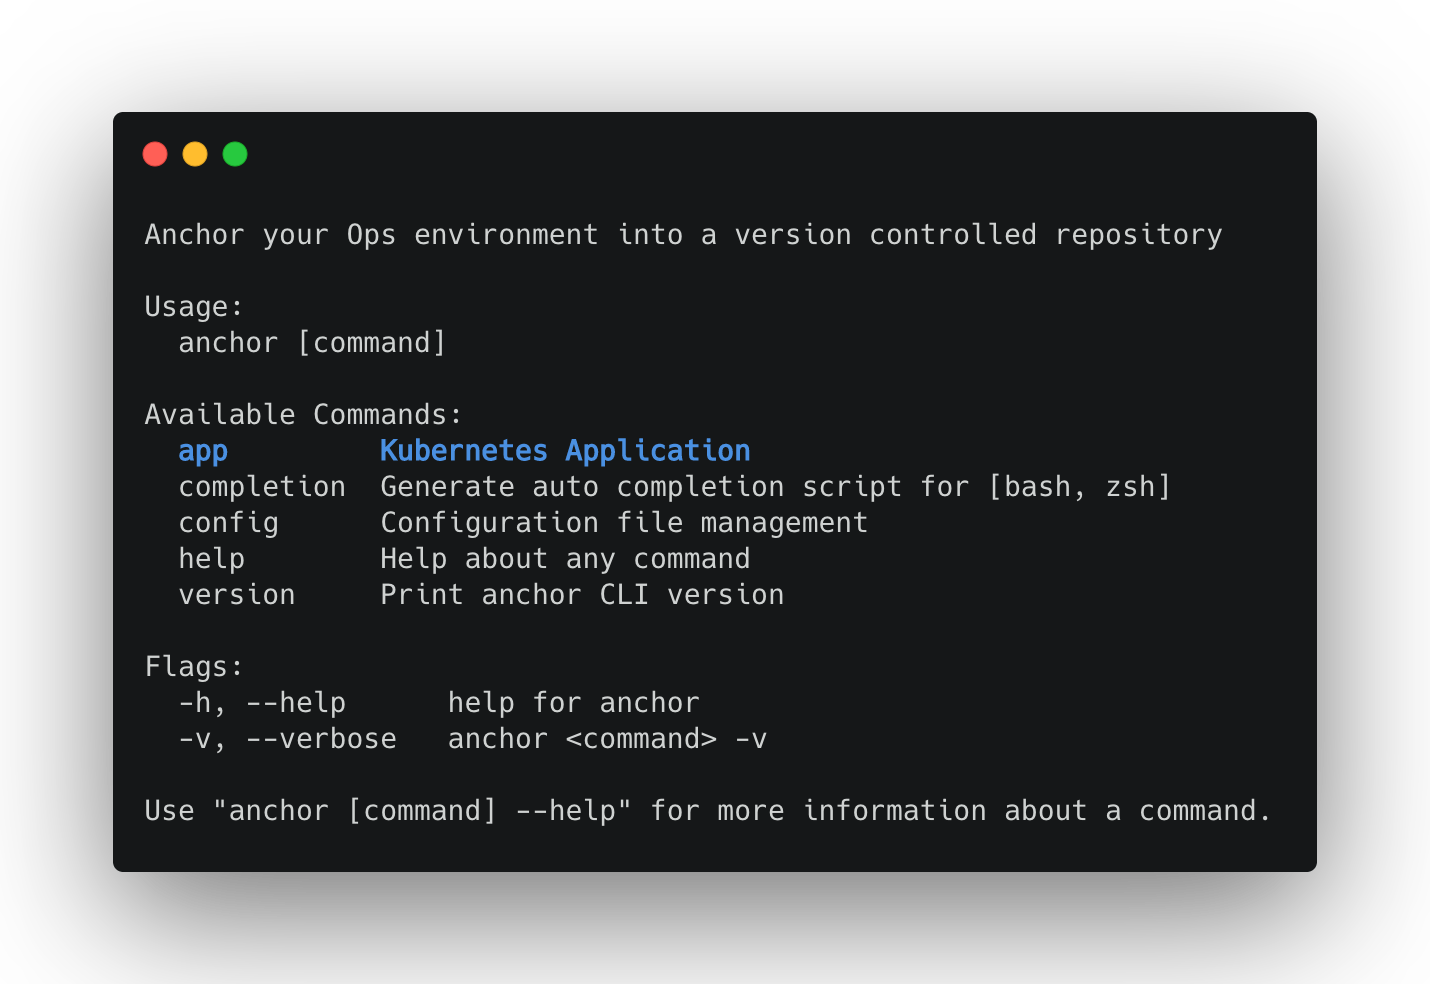 Anchor your Ops environment into a version controlled repository
Usage:
anchor [command]
Available Commands:
app Kubernetes Application
completion Generate auto completion script for [bash, zsh]
config Configuration file management
help Help about any command
version Print anchor CLI version
Flags:
-h, --help help for anchor
-v, --verbose anchor <command> -v
Use "anchor [command] --help" for more information about a command.